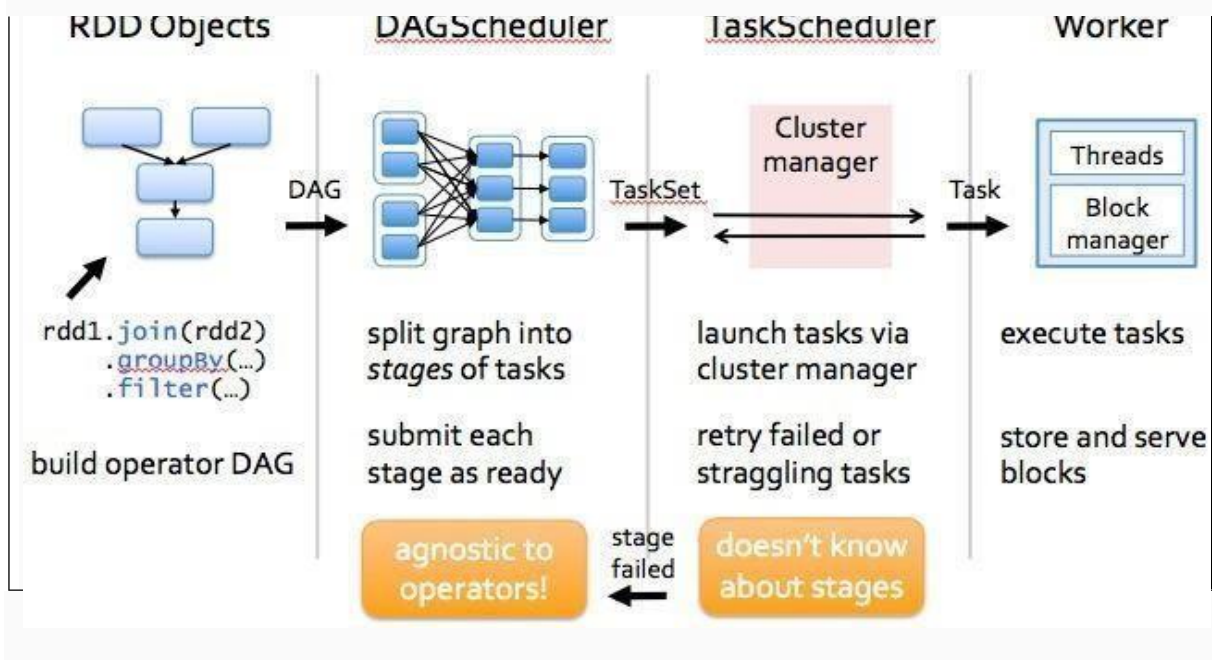 RDD Objects
DAGScheduler
TaskScheduler
Worker
DAG
TaskSet
Cluster
manager
Task
Threads
Block
manager
rdd1.join(rdd2)
.groupBy(…)
.filter(…)
build operator DAG
split graph into
stages of tasks
submit each
stage as ready
launch tasks via
cluster manager
retry failed or
straggling tasks
execute tasks
store and serve
blocks
agnostic to
operators!
stage
failed
doesn't know
about stages